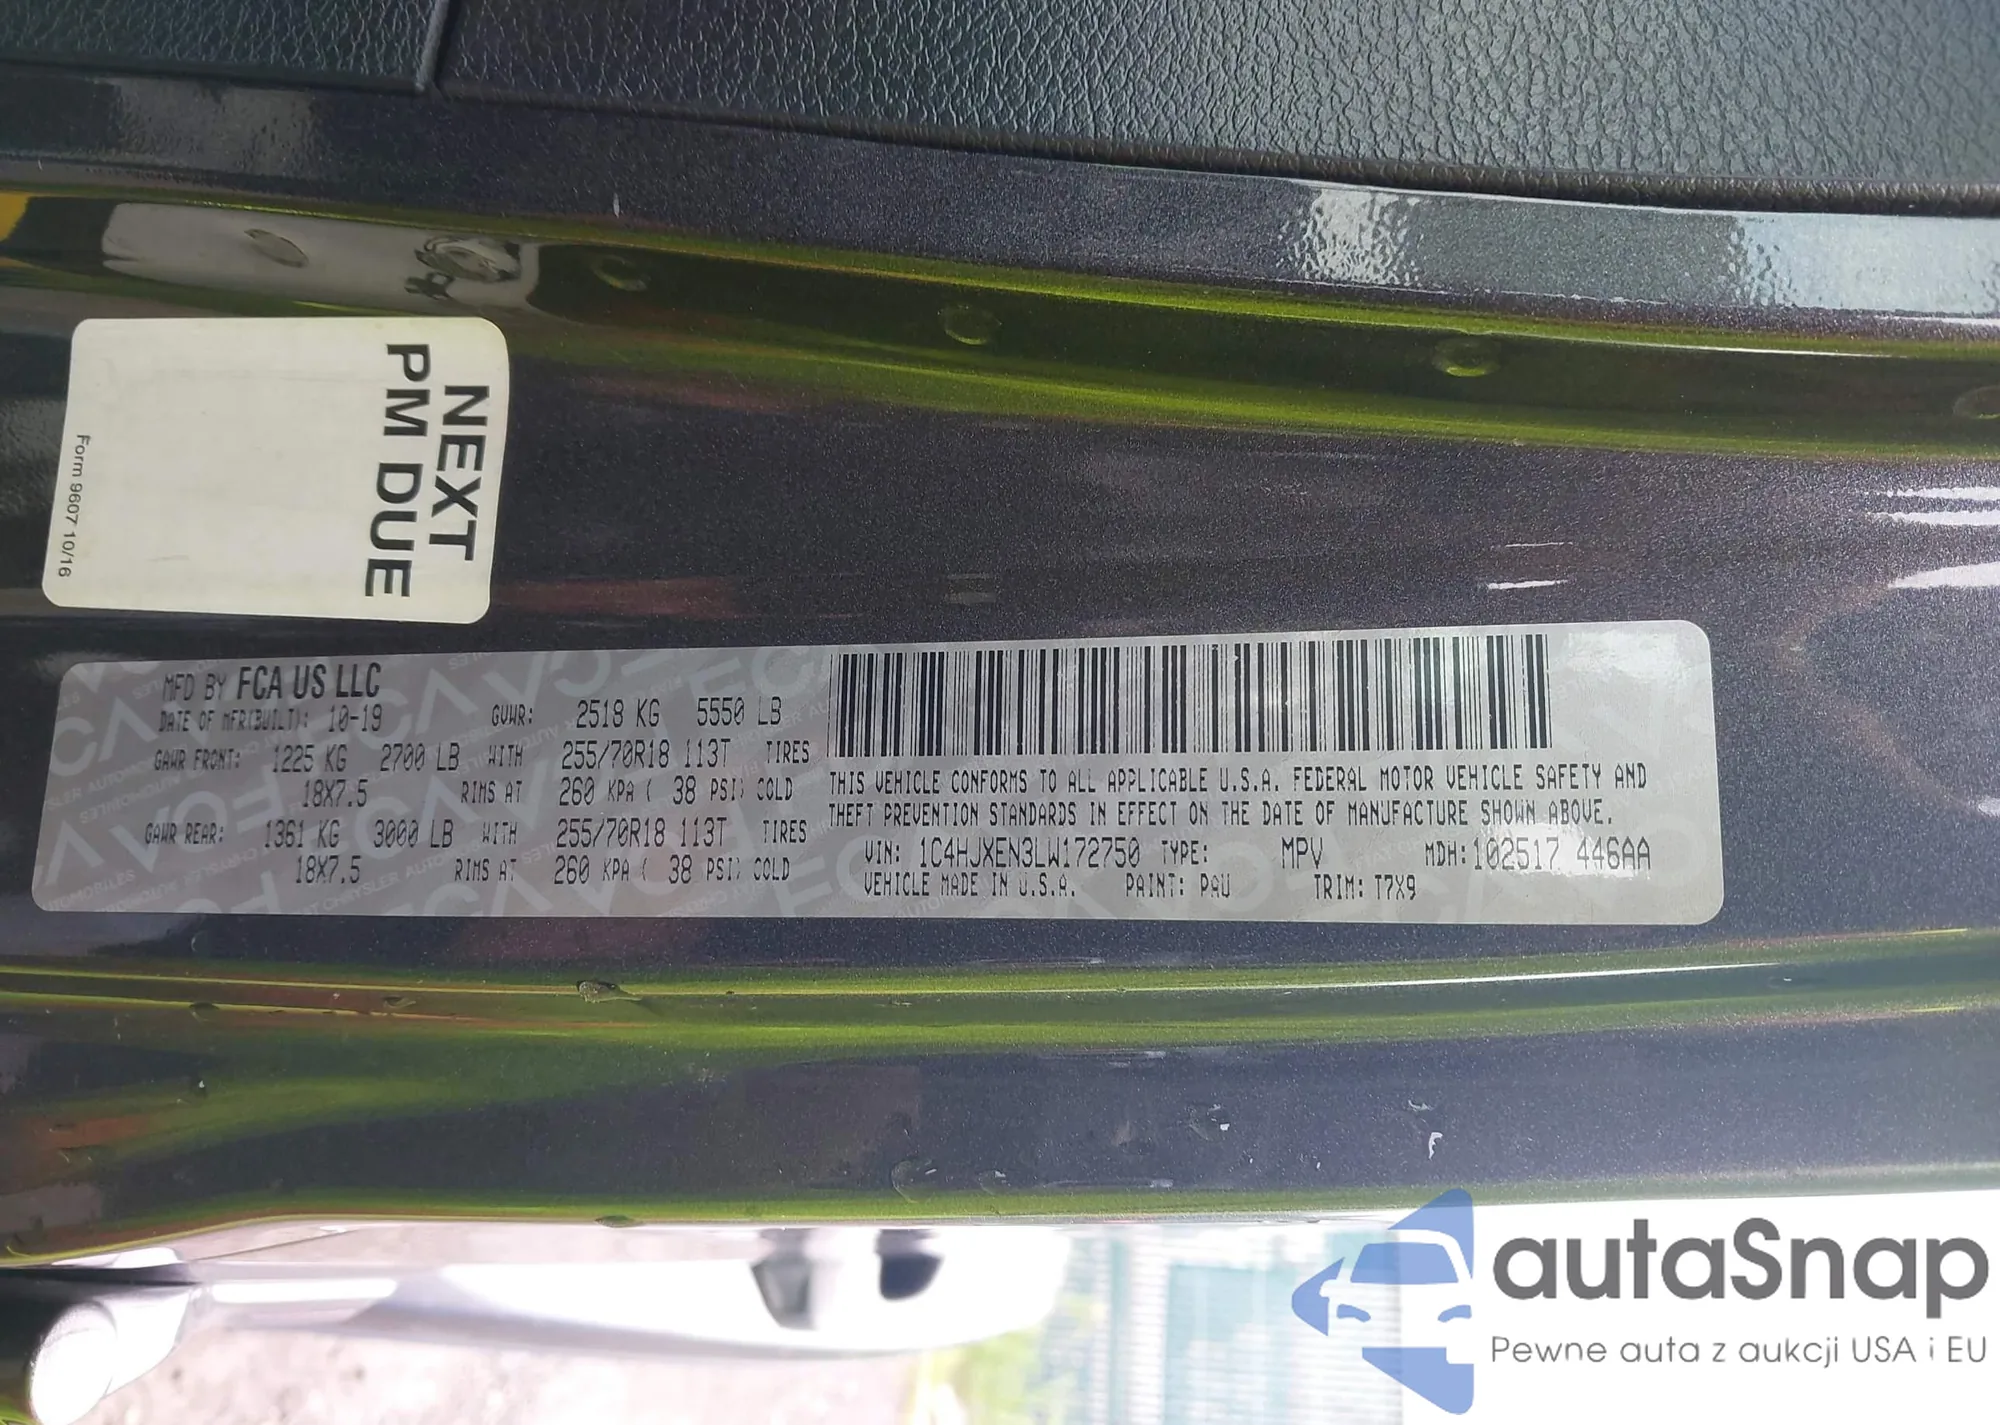 NEXT
PM DUE
Form 9607 10/16
MFD BY FCA US LLC
DATE OF MFR(BUILT): 10-19 GVWR: 2518 KG 5550 LB
GAWR FRONT: 1225 KG 2700 LB WITH 255/70R18 113T TIRES
18X7.5 RIMS AT 260 KPA ( 38 PSI) COLD
GAWR REAR: 1361 KG 3000 LB WITH 255/70R18 113T TIRES
18X7.5 RIMS AT 260 KPA ( 38 PSI) COLD
THIS VEHICLE CONFORMS TO ALL APPLICABLE U.S.A. FEDERAL MOTOR VEHICLE SAFETY AND
THEFT PREVENTION STANDARDS IN EFFECT ON THE DATE OF MANUFACTURE SHOWN ABOVE.
VIN: 1C4HJXEN3LW172750 TYPE: MPV MDH: 102517 446AA
VEHICLE MADE IN U.S.A. PAINT: PAU TRIM: T7X9
autaSnap
Pewne auta z aukcji USA i EU